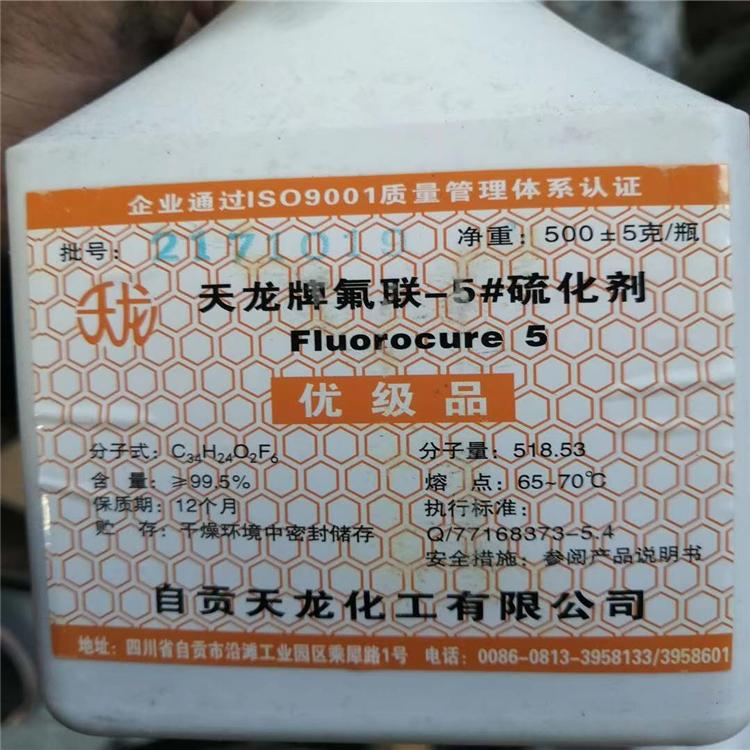 企业通过ISO9001质量管理体系认证
批号： 2171019 净重：500±5克/瓶
天龙
天龙牌氟联-5#硫化剂
Fluorocure 5
优级品
分子式：C₃₄H₂₄O₂F₆ 分子量：518.53
含 量：≥99.5% 熔 点：65~70℃
保质期：12个月 执行标准：
贮 存：干燥环境中密封储存 Q/77168373-5.4
安全措施：参阅产品说明书
自贡天龙化工有限公司
地址：四川省自贡市沿滩工业园区乘犀路1号 电话：0086-0813-3958133/3958601